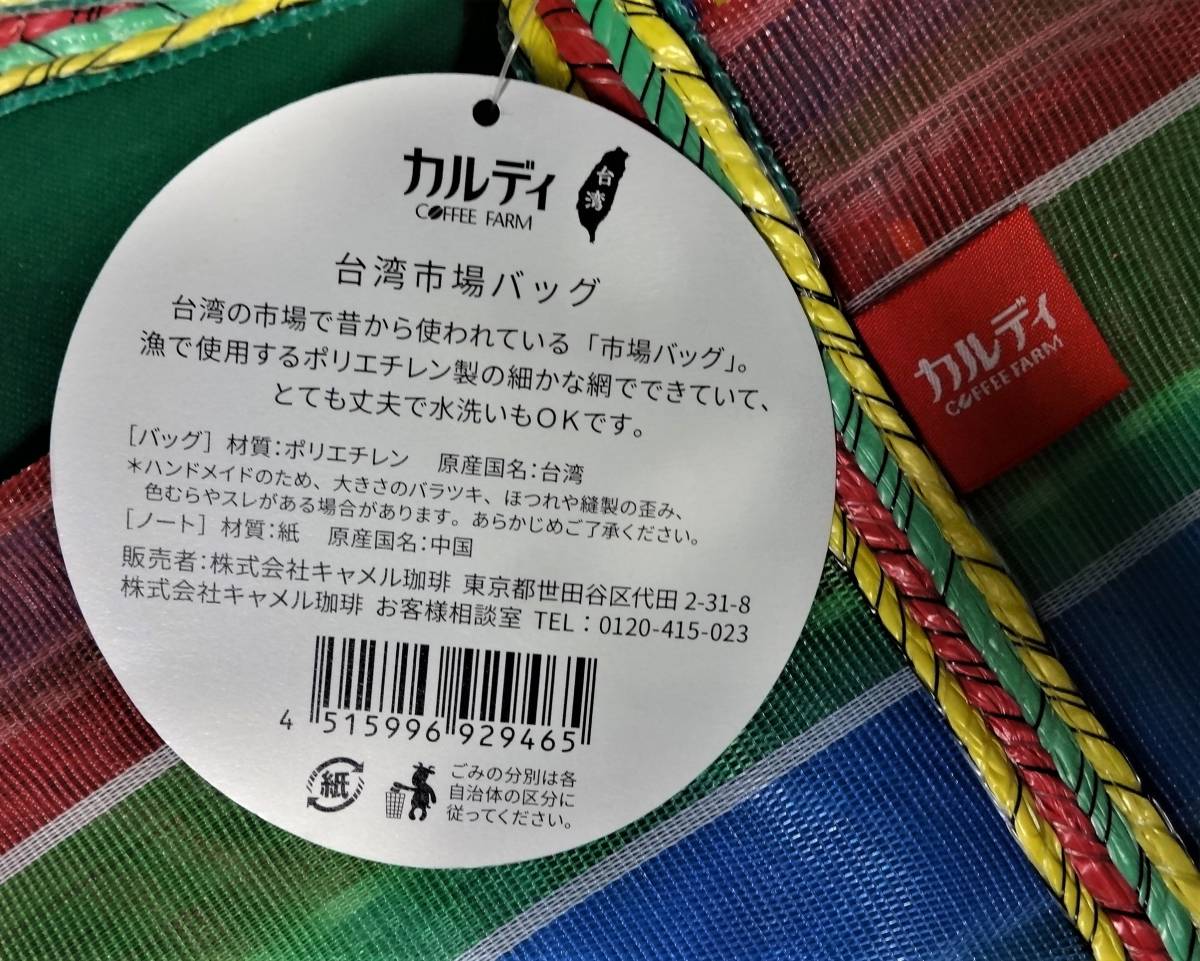 カルディ
COFFEE FARM
台湾
台湾市場バッグ
台湾の市場で昔から使われている「市場バッグ」。
漁で使用するポリエチレン製の細かな網でできていて、
とても丈夫で水洗いもOKです。
［バッグ］材質：ポリエチレン　原産国名：台湾
＊ハンドメイドのため、大きさのバラツキ、ほつれや縫製の歪み、
色むらやスレがある場合があります。あらかじめご了承ください。
［ノート］材質：紙　原産国名：中国
販売者：株式会社キャメル珈琲 東京都世田谷区代田 2-31-8
株式会社キャメル珈琲 お客様相談室 TEL：0120-415-023
4 515996 929465
紙
ごみの分別は各
自治体の区分に
従ってください。
カルディ
COFFEE FARM